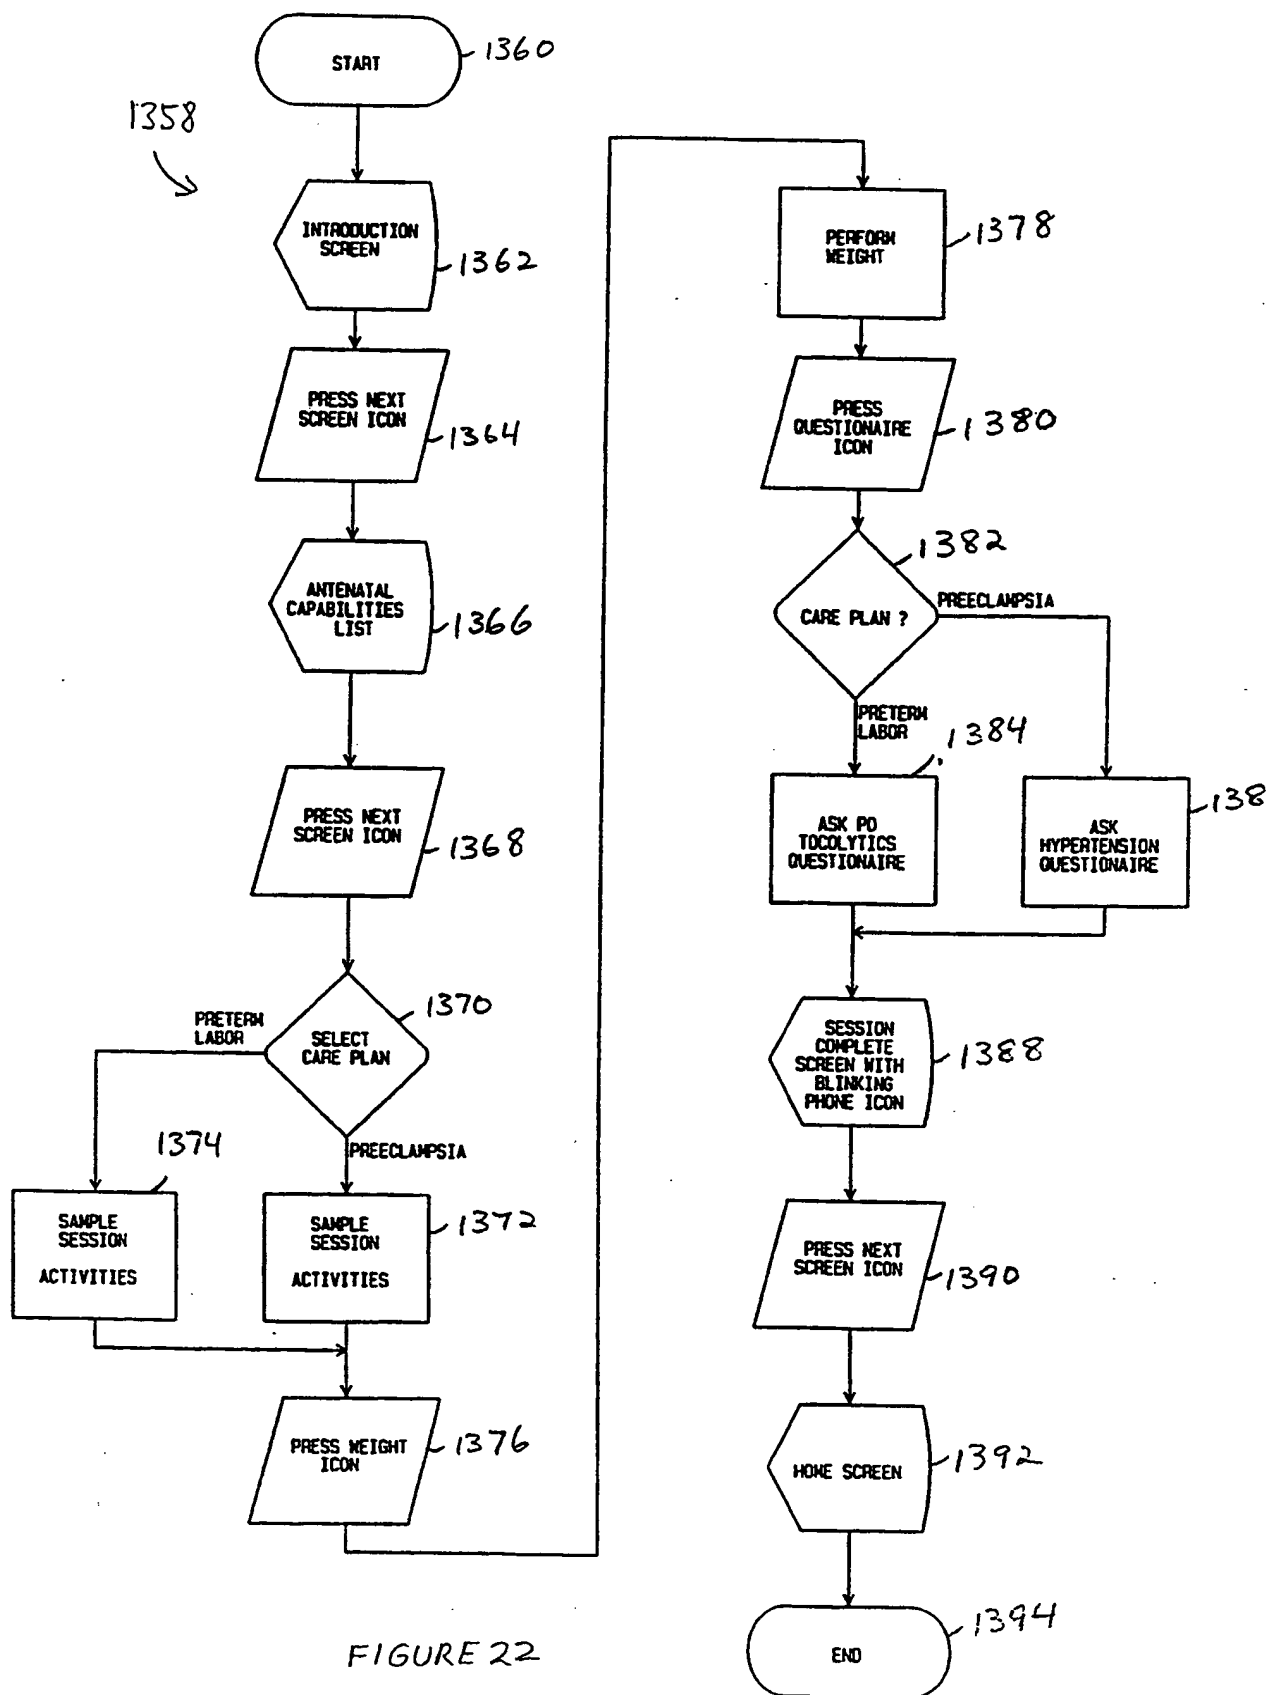 START
1360
1358
INTRODUCTION
SCREEN
1362
PRESS NEXT
SCREEN ICON
1364
ANTENATAL
CAPABILITIES
LIST
1366
PRESS NEXT
SCREEN ICON
1368
SELECT
CARE PLAN
1370
PRETERM
LABOR
PREECLAMPSIA
1374
SAMPLE
SESSION
ACTIVITIES
SAMPLE
SESSION
ACTIVITIES
1372
PRESS WEIGHT
ICON
1376
PERFORM
WEIGHT
1378
PRESS
QUESTIONAIRE
ICON
1380
CARE PLAN ?
1382
PREECLAMPSIA
PRETERM
LABOR
1384
ASK PO
TOCOLYTICS
QUESTIONAIRE
138
ASK
HYPERTENSION
QUESTIONAIRE
SESSION
COMPLETE
SCREEN WITH
BLINKING
PHONE ICON
1388
PRESS NEXT
SCREEN ICON
1390
HOME SCREEN
1392
END
1394
FIGURE 22